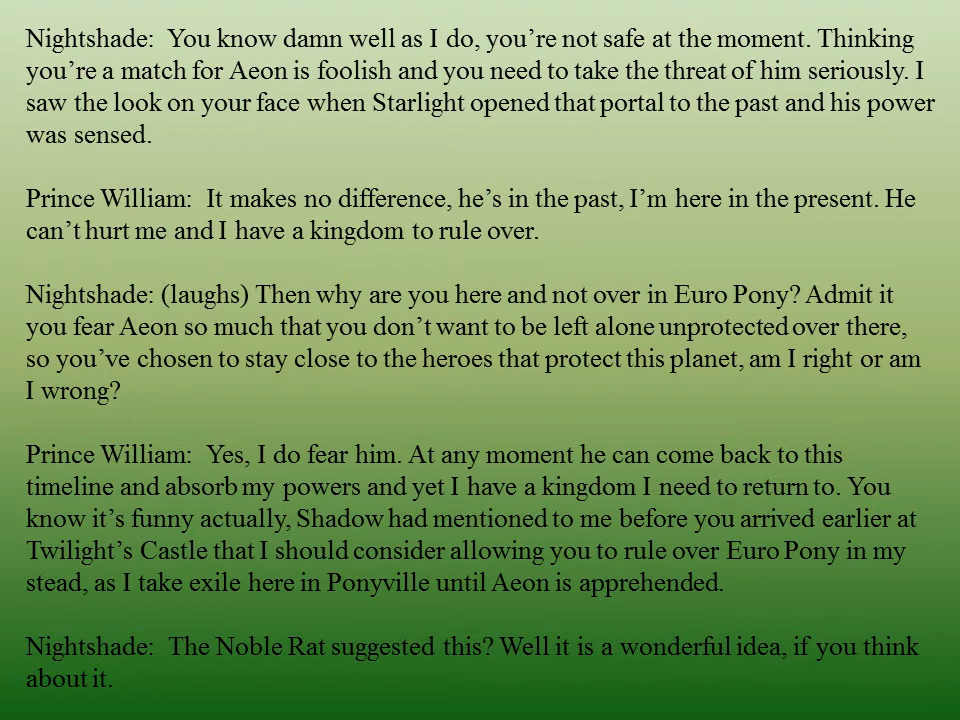 Nightshade:  You know damn well as I do, you’re not safe at the moment. Thinking
you’re a match for Aeon is foolish and you need to take the threat of him seriously. I
saw the look on your face when Starlight opened that portal to the past and his power
was sensed.

Prince William:  It makes no difference, he’s in the past, I’m here in the present. He
can’t hurt me and I have a kingdom to rule over.

Nightshade: (laughs) Then why are you here and not over in Euro Pony? Admit it
you fear Aeon so much that you don’t want to be left alone unprotected over there,
so you’ve chosen to stay close to the heroes that protect this planet, am I right or am
I wrong?

Prince William:  Yes, I do fear him. At any moment he can come back to this
timeline and absorb my powers and yet I have a kingdom I need to return to. You
know it’s funny actually, Shadow had mentioned to me before you arrived earlier at
Twilight’s Castle that I should consider allowing you to rule over Euro Pony in my
stead, as I take exile here in Ponyville until Aeon is apprehended.

Nightshade:  The Noble Rat suggested this? Well it is a wonderful idea, if you think
about it.